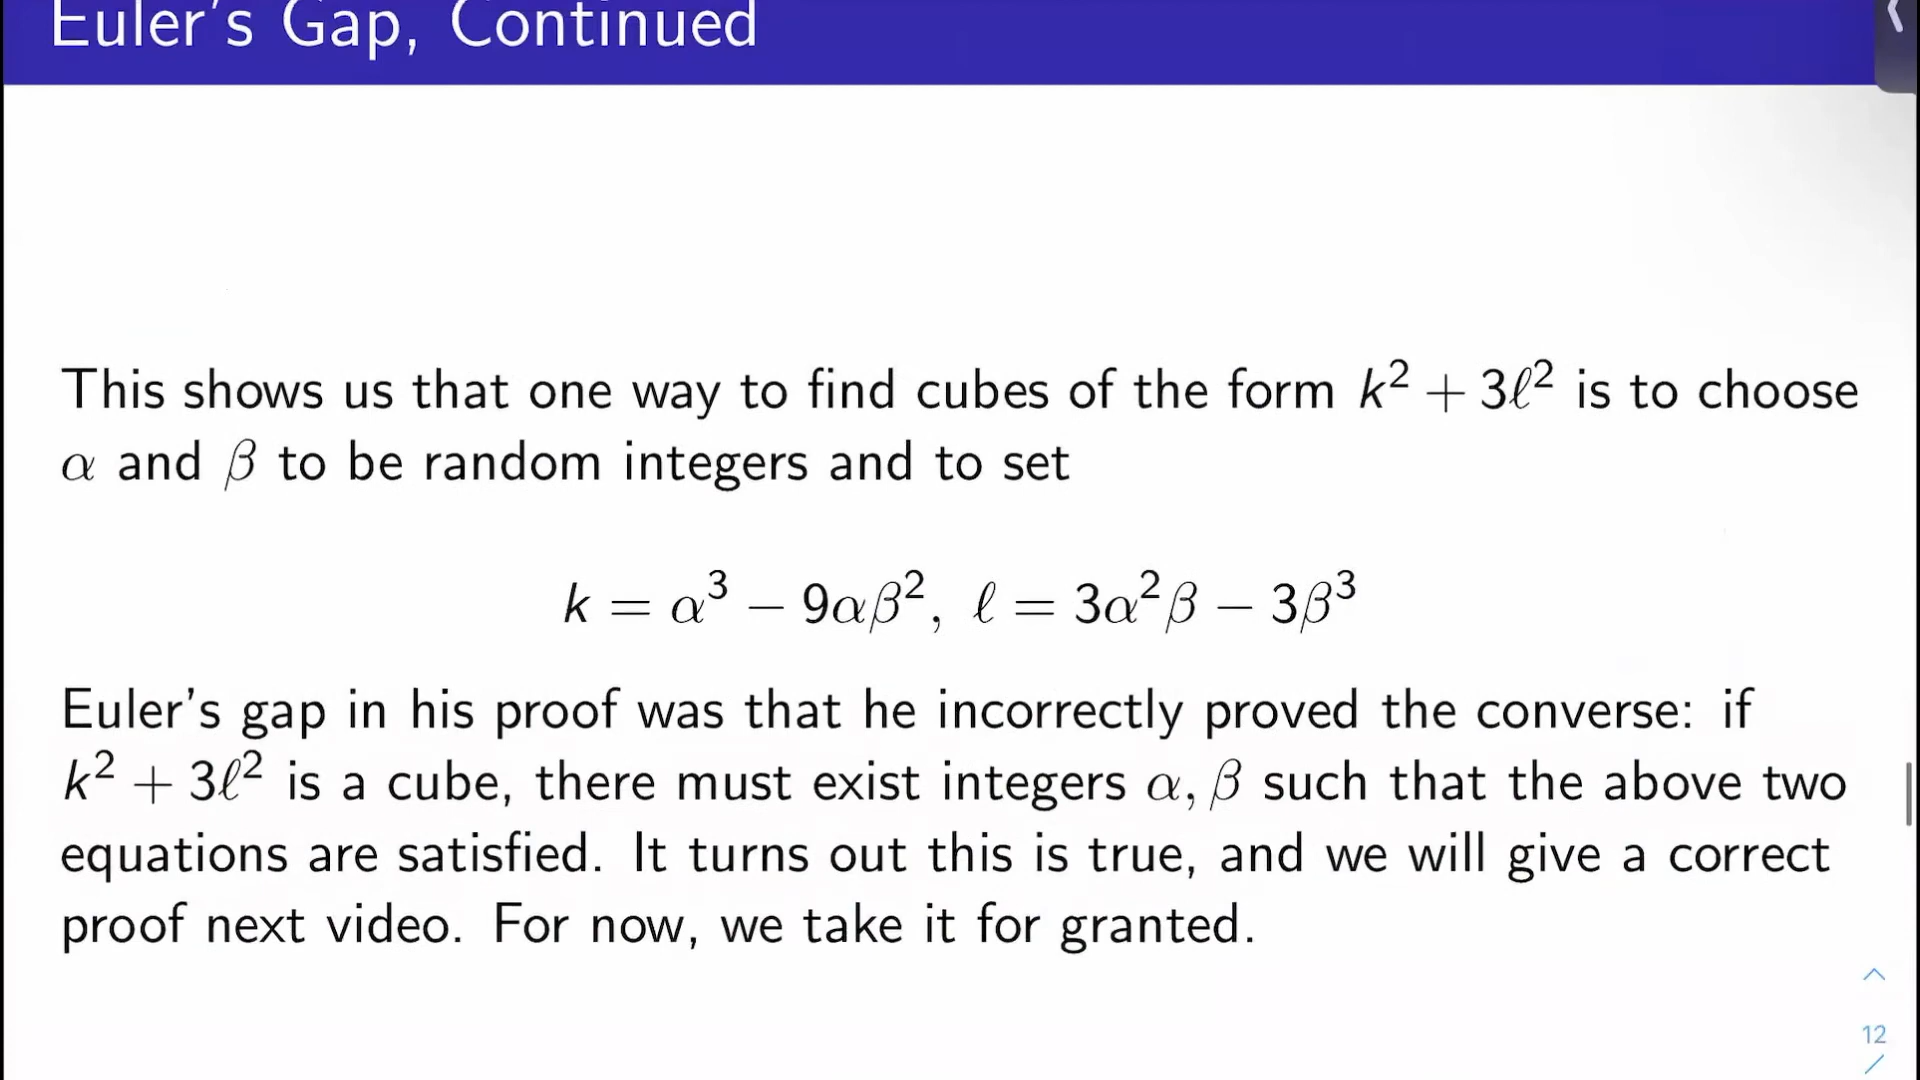 Euler's Gap, Continued
This shows us that one way to find cubes of the form k² + 3ℓ² is to choose
α and β to be random integers and to set
k = α³ − 9αβ², ℓ = 3α²β − 3β³
Euler's gap in his proof was that he incorrectly proved the converse: if
k² + 3ℓ² is a cube, there must exist integers α, β such that the above two
equations are satisfied. It turns out this is true, and we will give a correct
proof next video. For now, we take it for granted.
12
/